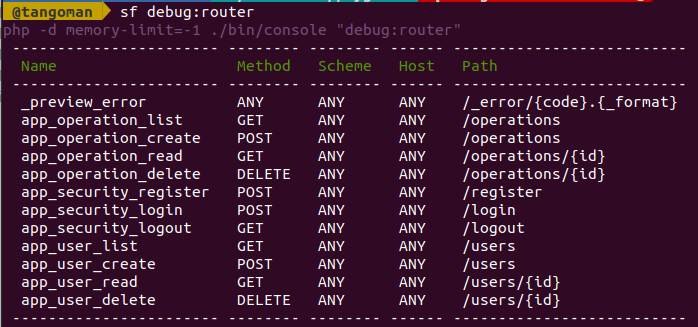 @tangoman sf debug:router
php -d memory-limit=-1 ./bin/console "debug:router"
------------------------ -------- -------- ------ --------------------------
Name Method Scheme Host Path
------------------------ -------- -------- ------ --------------------------
_preview_error ANY ANY ANY /_error/{code}.{_format}
app_operation_list GET ANY ANY /operations
app_operation_create POST ANY ANY /operations
app_operation_read GET ANY ANY /operations/{id}
app_operation_delete DELETE ANY ANY /operations/{id}
app_security_register POST ANY ANY /register
app_security_login POST ANY ANY /login
app_security_logout GET ANY ANY /logout
app_user_list GET ANY ANY /users
app_user_create POST ANY ANY /users
app_user_read GET ANY ANY /users/{id}
app_user_delete DELETE ANY ANY /users/{id}
------------------------ -------- -------- ------ --------------------------